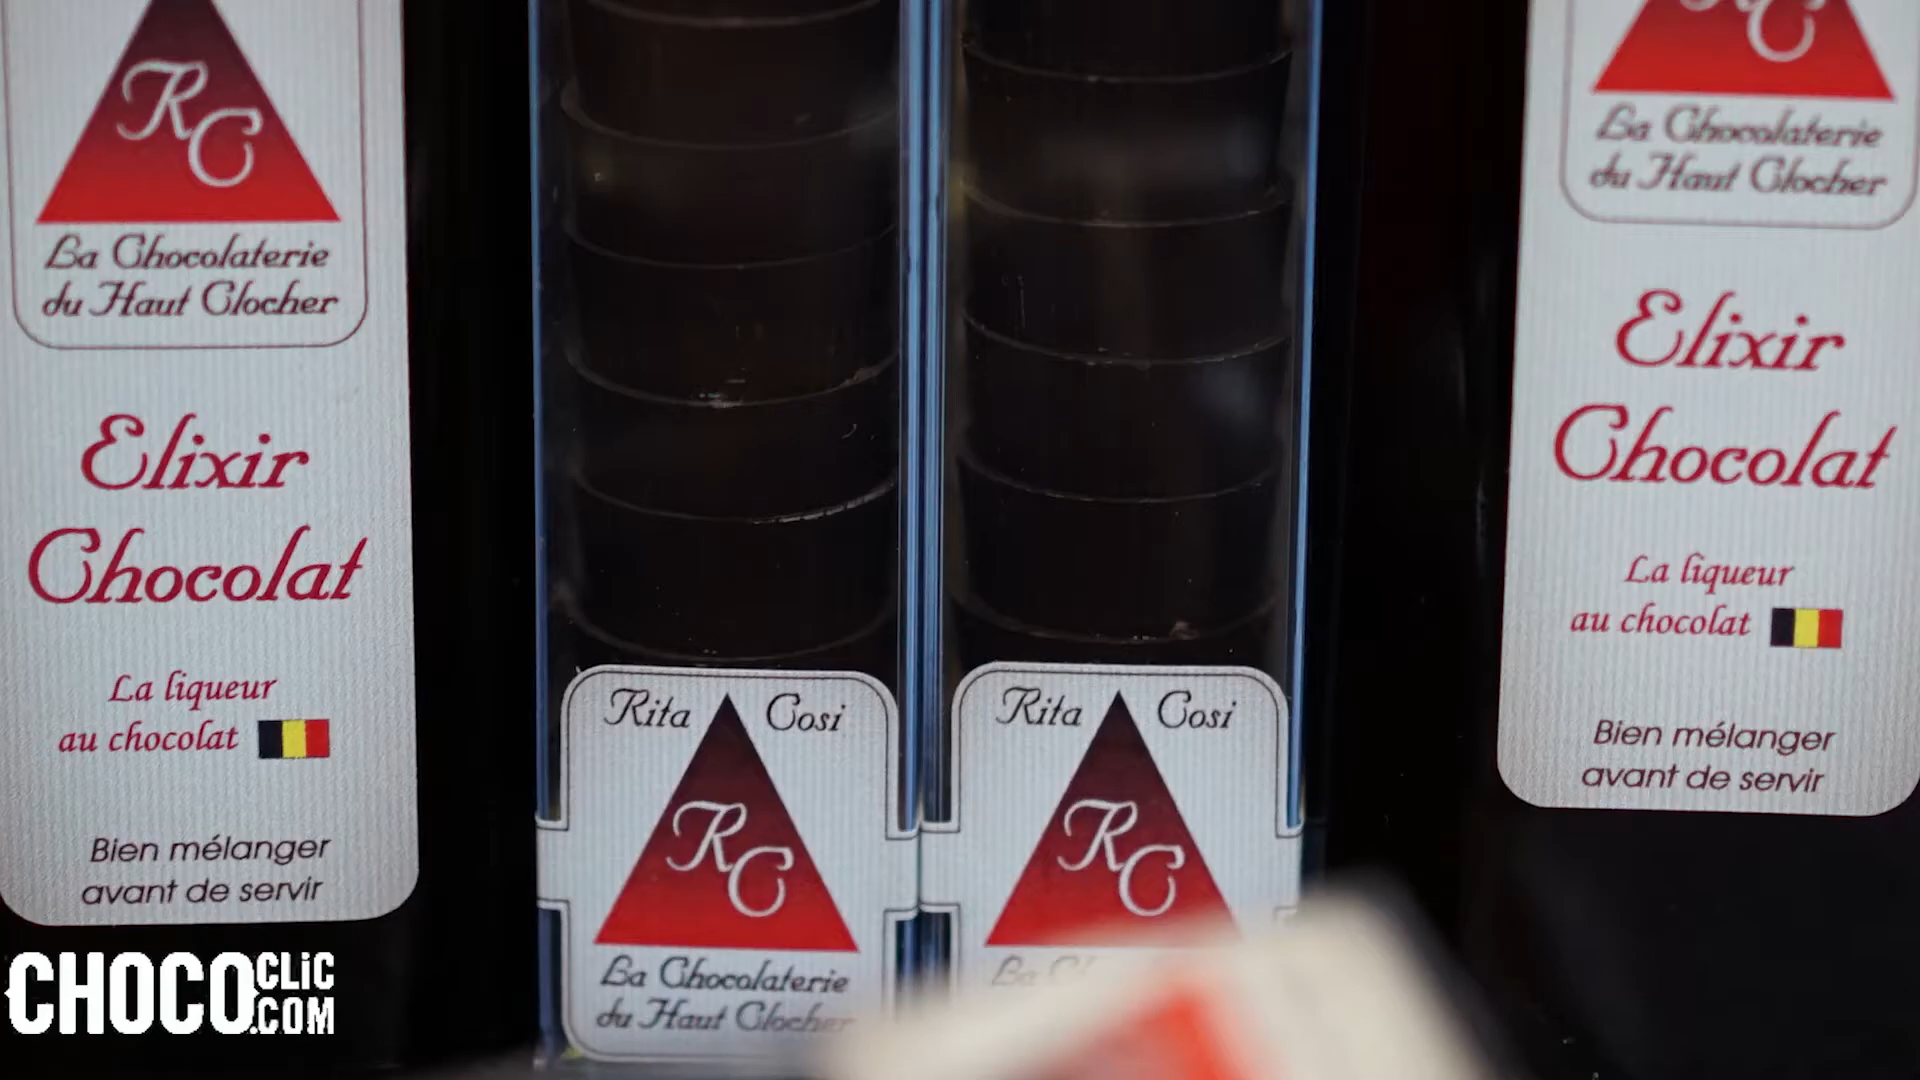 RC
La Chocolaterie
du Haut Clocher
Elixir
Chocolat
La liqueur
au chocolat
Bien mélanger
avant de servir
Rita Cosi
RC
La Chocolaterie
du Haut Clocher
Rita Cosi
RC
La
RC
La Chocolaterie
du Haut Clocher
Elixir
Chocolat
La liqueur
au chocolat
Bien mélanger
avant de servir
CHOCO
CLiC
.COM